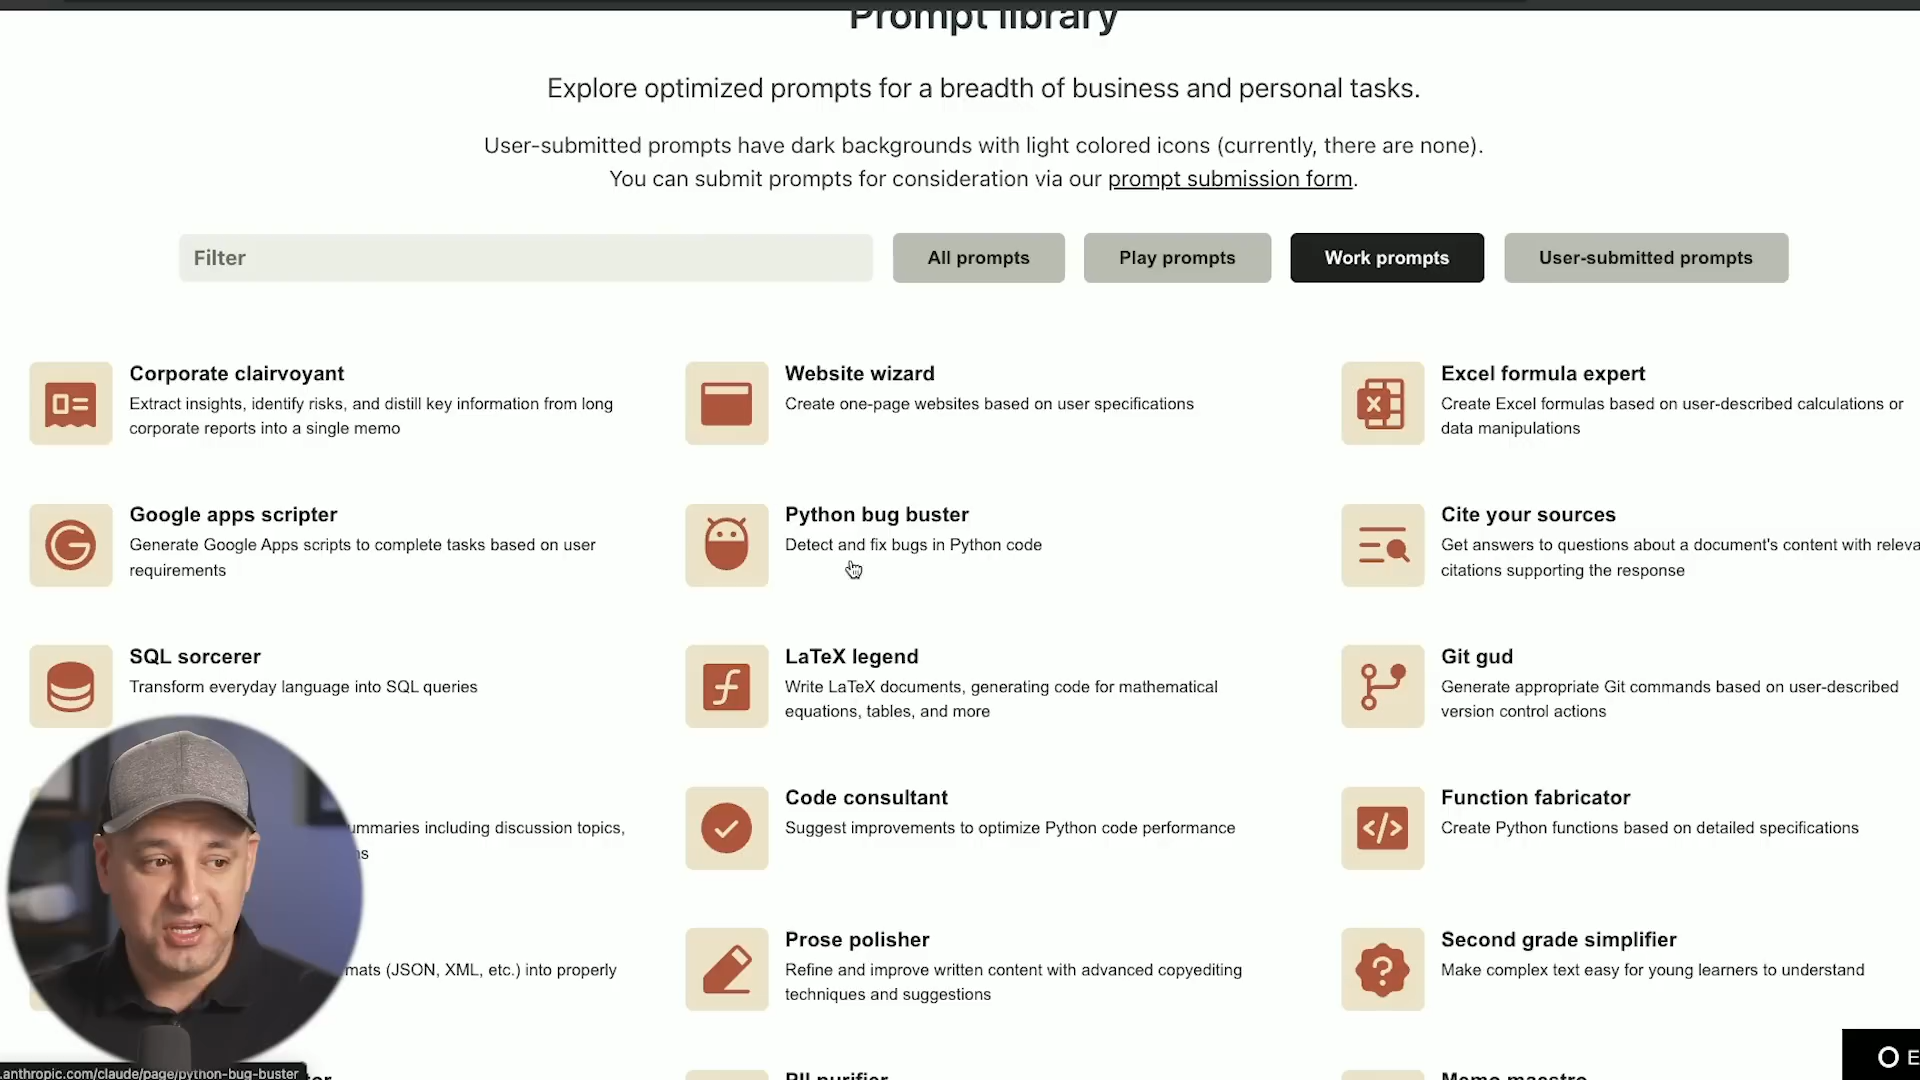 Prompt library
Explore optimized prompts for a breadth of business and personal tasks.
User-submitted prompts have dark backgrounds with light colored icons (currently, there are none).
You can submit prompts for consideration via our prompt submission form.
Filter
All prompts
Play prompts
Work prompts
User-submitted prompts
Corporate clairvoyant
Extract insights, identify risks, and distill key information from long
corporate reports into a single memo
Website wizard
Create one-page websites based on user specifications
Excel formula expert
Create Excel formulas based on user-described calculations or
data manipulations
Google apps scripter
Generate Google Apps scripts to complete tasks based on user
requirements
Python bug buster
Detect and fix bugs in Python code
Cite your sources
Get answers to questions about a document's content with releva
citations supporting the response
SQL sorcerer
Transform everyday language into SQL queries
LaTeX legend
Write LaTeX documents, generating code for mathematical
equations, tables, and more
Git gud
Generate appropriate Git commands based on user-described
version control actions
ummaries including discussion topics,
Code consultant
Suggest improvements to optimize Python code performance
Function fabricator
Create Python functions based on detailed specifications
mats (JSON, XML, etc.) into properly
Prose polisher
Refine and improve written content with advanced copyediting
techniques and suggestions
Second grade simplifier
Make complex text easy for young learners to understand
.anthropic.com/claude/page/python-bug-buster
PII purifier
Memo maestro